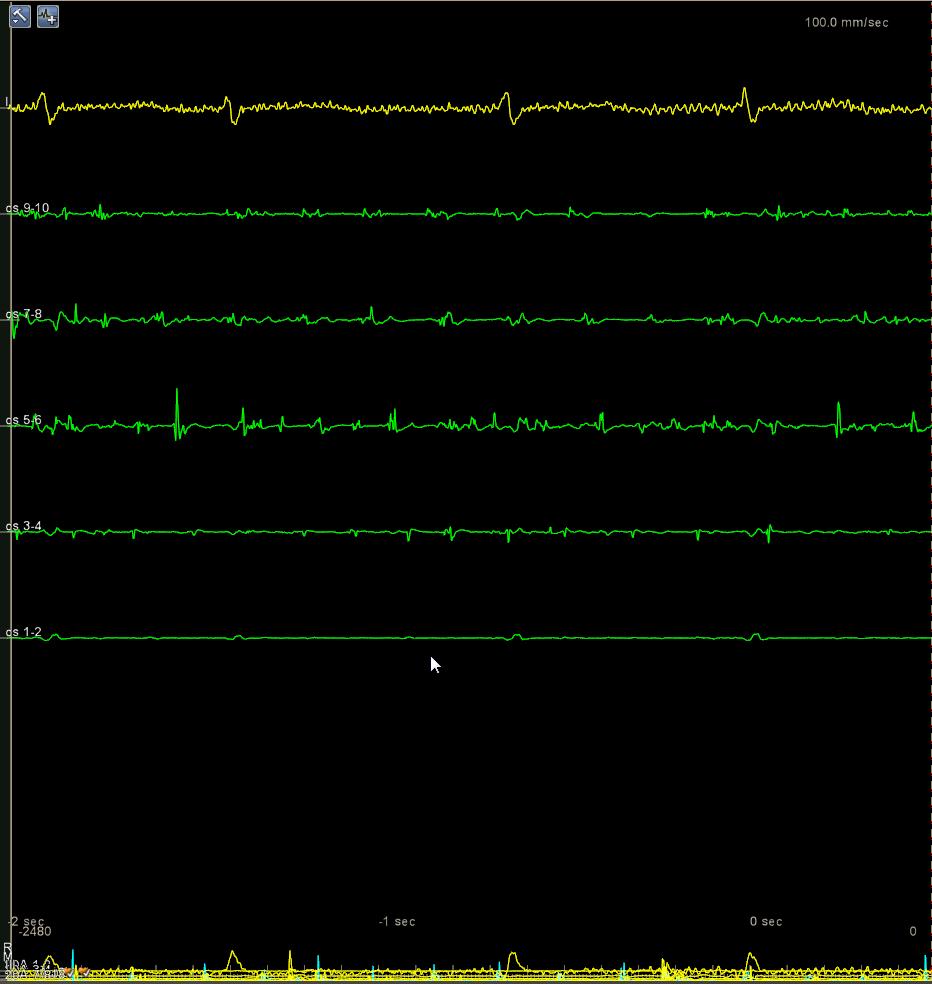 100.0 mm/sec
I
cs 9-10
cs 7-8
cs 5-6
cs 3-4
cs 1-2
-2 sec
-1 sec
0 sec
-2480
0